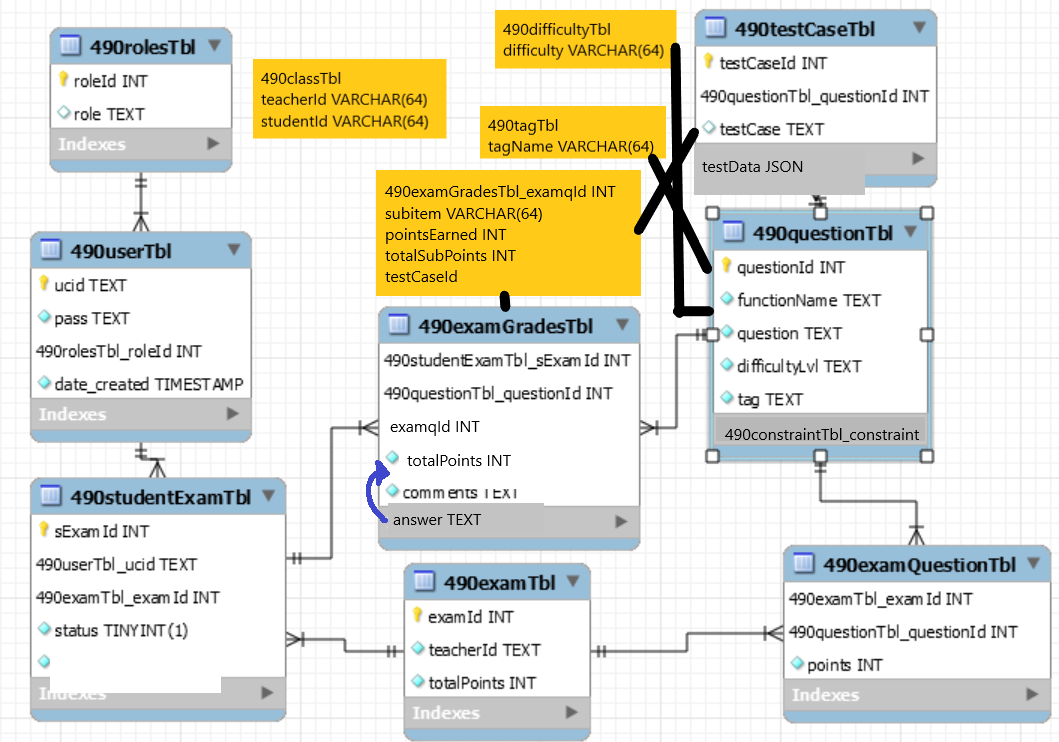 490rolesTbl
roleId INT
role TEXT
Indexes
490classTbl
teacherId VARCHAR(64)
studentId VARCHAR(64)
490difficultyTbl
difficulty VARCHAR(64)
490tagTbl
tagName VARCHAR(64)
490testCaseTbl
testCaseId INT
490questionTbl_questionId INT
testCase TEXT
testData JSON
490examGradesTbl_examqId INT
subitem VARCHAR(64)
pointsEarned INT
totalSubPoints INT
testCaseId
490userTbl
ucid TEXT
pass TEXT
490rolesTbl_roleId INT
date_created TIMESTAMP
Indexes
490questionTbl
questionId INT
functionName TEXT
question TEXT
difficultyLvl TEXT
tag TEXT
490constraintTbl_constraint
490examGradesTbl
490studentExamTbl_sExamId INT
490questionTbl_questionId INT
examqId INT
totalPoints INT
comments TEXT
answer TEXT
490studentExamTbl
sExamId INT
490userTbl_ucid TEXT
490examTbl_examId INT
status TINYINT(1)
Indexes
490examTbl
examId INT
teacherId TEXT
totalPoints INT
Indexes
490examQuestionTbl
490examTbl_examId INT
490questionTbl_questionId INT
points INT
Indexes